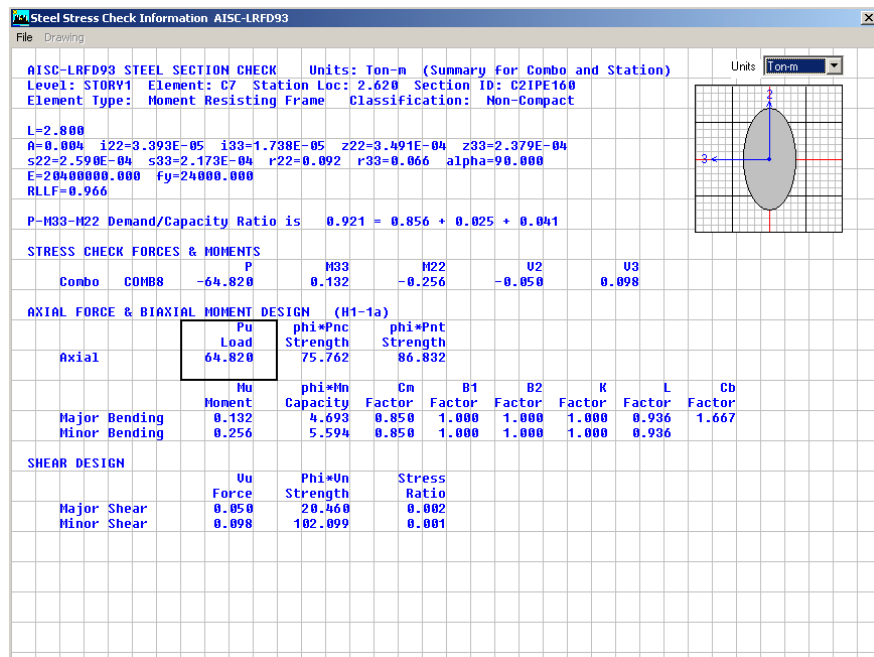 Steel Stress Check Information AISC-LRFD93
File Drawing
AISC-LRFD93 STEEL SECTION CHECK Units: Ton-m (Summary for Combo and Station)
Units Ton-m
Level: STORY1 Element: C7 Station Loc: 2.620 Section ID: C2IPE160
Element Type: Moment Resisting Frame Classification: Non-Compact
L=2.800
A=0.004 i22=3.393E-05 i33=1.738E-05 z22=3.491E-04 z33=2.379E-04
s22=2.590E-04 s33=2.173E-04 r22=0.092 r33=0.066 alpha=90.000
E=20400000.000 fy=24000.000
RLLF=0.966
2
3
P-M33-M22 Demand/Capacity Ratio is 0.921 = 0.856 + 0.025 + 0.041
STRESS CHECK FORCES & MOMENTS
P M33 M22 V2 V3
Combo COMB8 -64.820 0.132 -0.256 -0.050 0.098
AXIAL FORCE & BIAXIAL MOMENT DESIGN (H1-1a)
Pu phi*Pnc phi*Pnt
Load Strength Strength
Axial 64.820 75.762 86.832
Mu phi*Mn Cm B1 B2 K L Cb
Moment Capacity Factor Factor Factor Factor Factor Factor
Major Bending 0.132 4.693 0.850 1.000 1.000 1.000 0.936 1.667
Minor Bending 0.256 5.594 0.850 1.000 1.000 1.000 0.936
SHEAR DESIGN
Vu Phi*Vn Stress
Force Strength Ratio
Major Shear 0.050 20.460 0.002
Minor Shear 0.098 102.099 0.001